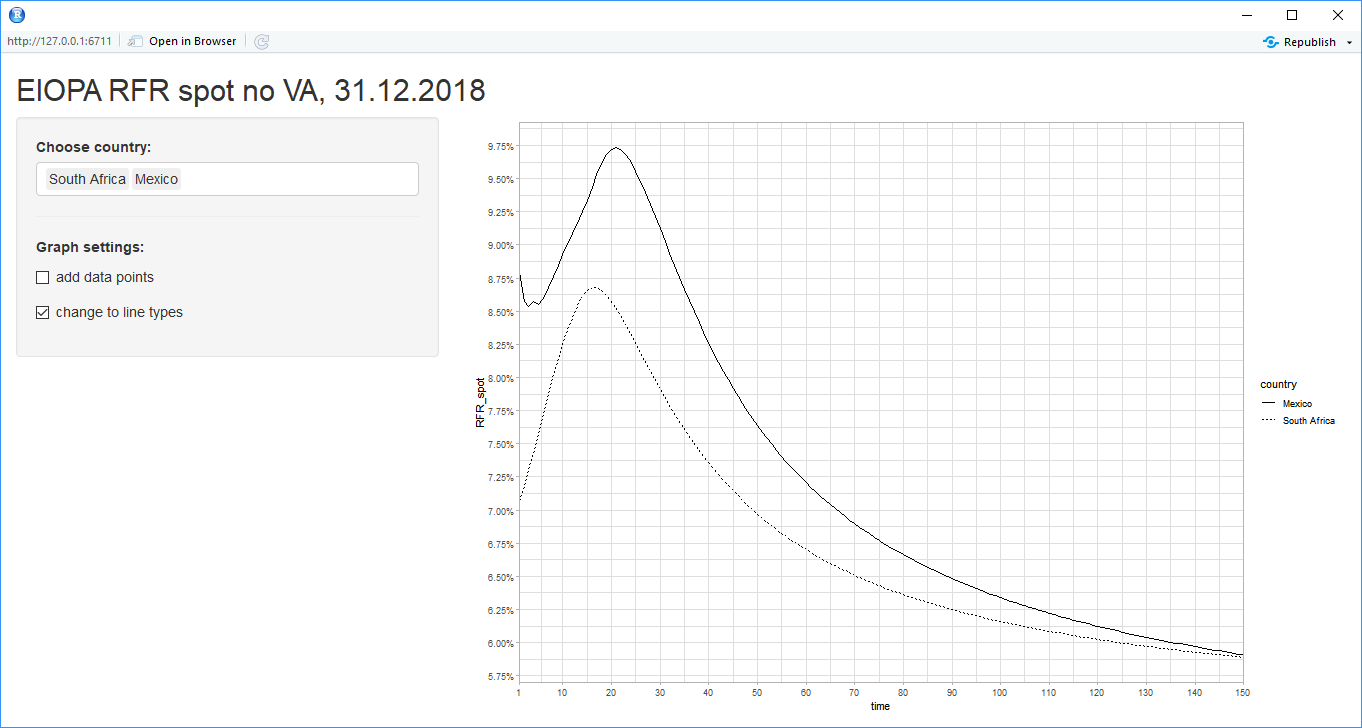 R
http://127.0.0.1:6711 Open in Browser Republish
EIOPA RFR spot no VA, 31.12.2018
Choose country:
South Africa Mexico
Graph settings:
add data points
change to line types
RFR_spot
9.75%
9.50%
9.25%
9.00%
8.75%
8.50%
8.25%
8.00%
7.75%
7.50%
7.25%
7.00%
6.75%
6.50%
6.25%
6.00%
5.75%
1 10 20 30 40 50 60 70 80 90 100 110 120 130 140 150
time
country
Mexico
South Africa